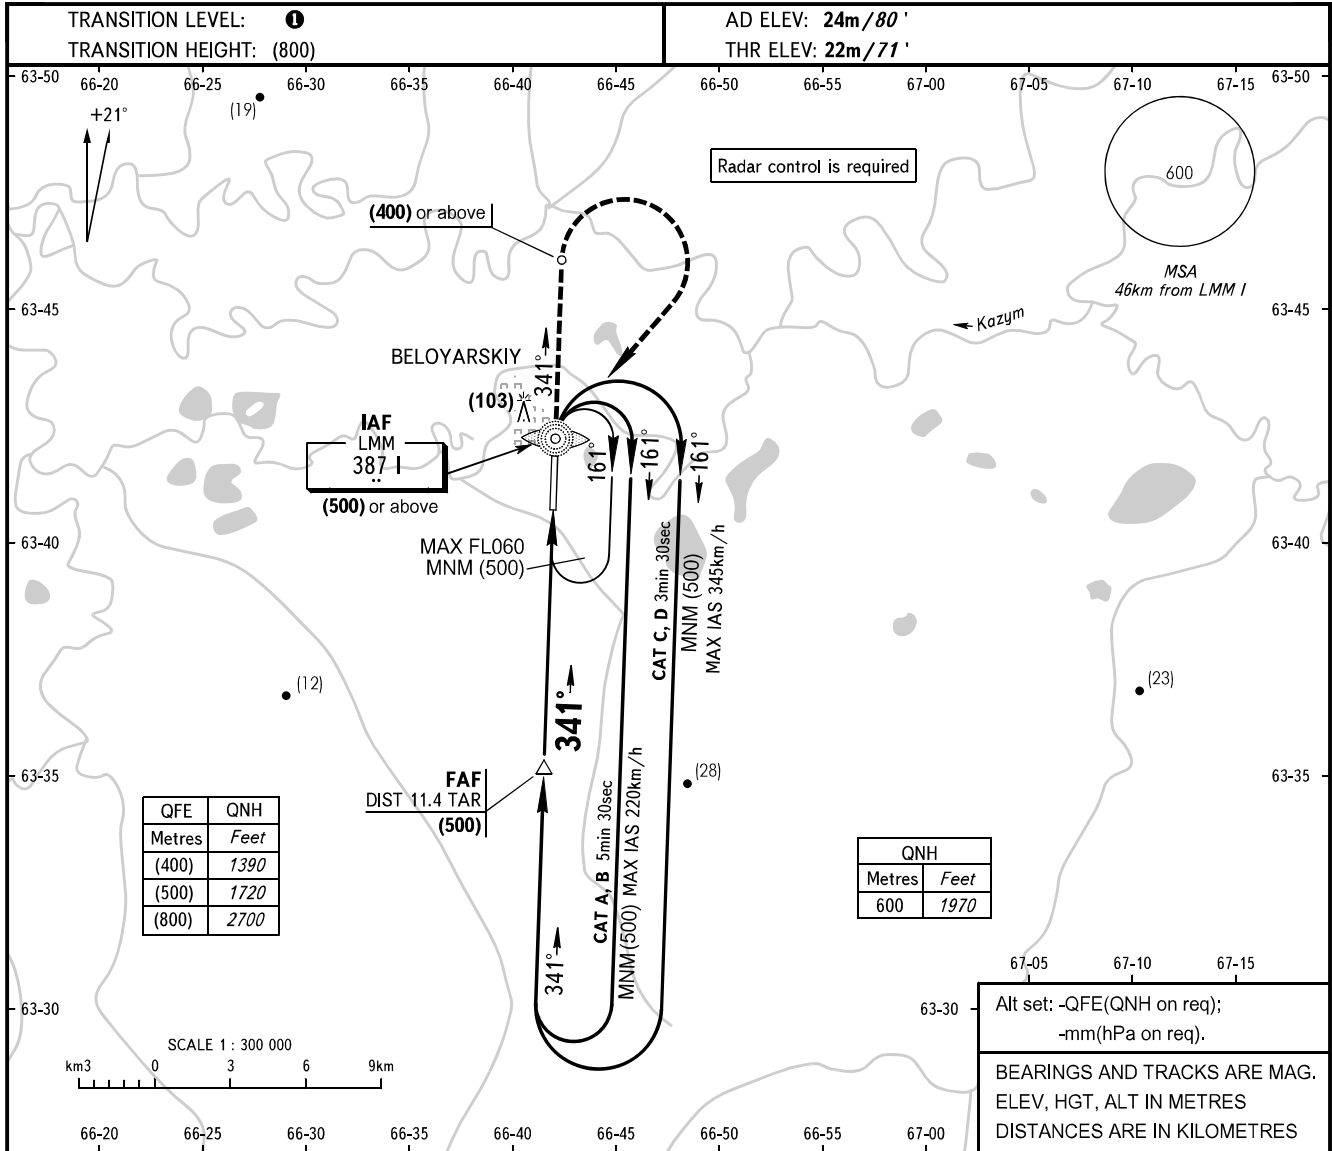 TRANSITION LEVEL: 1
TRANSITION HEIGHT: (800)
AD ELEV: 24m/80'
THR ELEV: 22m/71'
63-50
66-20 66-25 66-30 66-35 66-40 66-45 66-50 66-55 67-00 67-05 67-10 67-15
63-50
+21°
(19)
Radar control is required
600
MSA
46km from LMM I
(400) or above
63-45
63-45
Kazym
BELOYARSKIY
341°
(103)
IAF
LMM
387 I
(500) or above
161°
161°
161°
63-40
63-40
MAX FL060
MNM (500)
CAT C, D 3min 30sec
MNM (500)
MAX IAS 345km/h
(12)
(23)
341°
63-35
63-35
FAF
DIST 11.4 TAR
(500)
(28)
CAT A, B 5min 30sec
MNM(500) MAX IAS 220km/h
QFE QNH
Metres Feet
(400) 1390
(500) 1720
(800) 2700
QNH
Metres Feet
600 1970
341°
67-05 67-10 67-15
63-30
63-30
SCALE 1 : 300 000
km3 0 3 6 9km
Alt set: -QFE(QNH on req);
-mm(hPa on req).
BEARINGS AND TRACKS ARE MAG.
ELEV, HGT, ALT IN METRES
DISTANCES ARE IN KILOMETRES
66-20 66-25 66-30 66-35 66-40 66-45 66-50 66-55 67-00